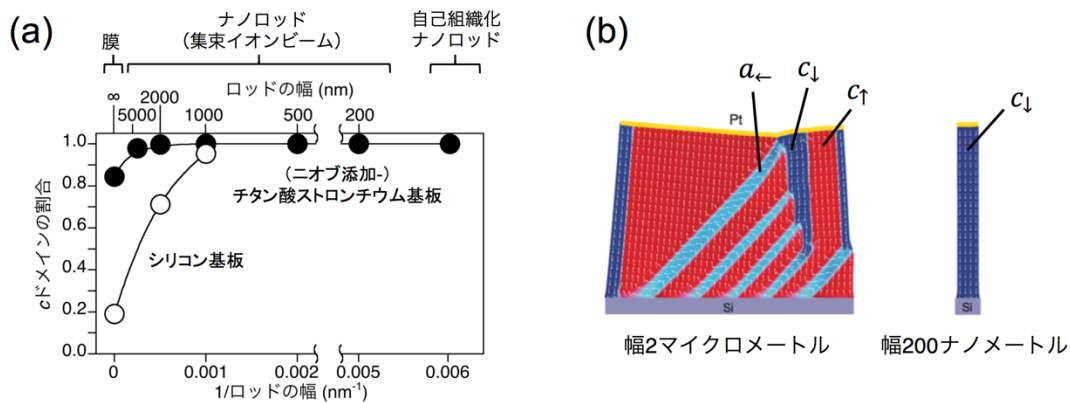 (a)
膜
ナノロッド
(集束イオンビーム)
自己組織化
ナノロッド
ロッドの幅 (nm)
∞
5000
2000
1000
500
200
1.0
0.8
0.6
0.4
0.2
0.0
cドメインの割合
(ニオブ添加-)
チタン酸ストロンチウム基板
シリコン基板
0
0.001
0.002
0.005
0.006
1/ロッドの幅 (nm⁻¹)
(b)
a←
c↓
c↑
Pt
Si
幅2マイクロメートル
c↓
Si
幅200ナノメートル